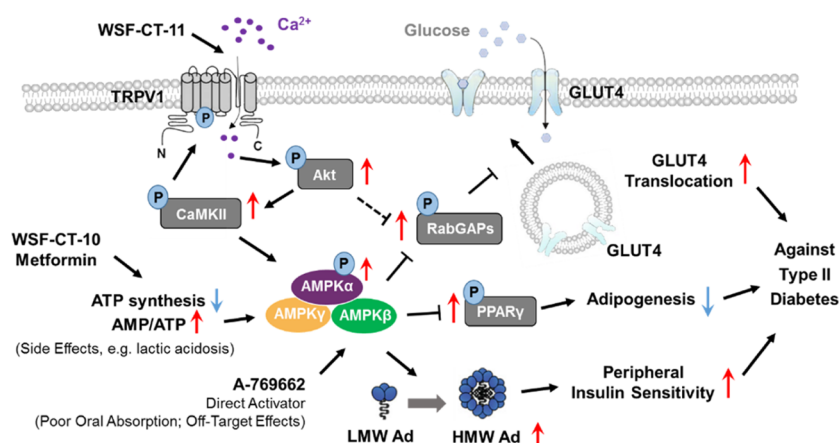 WSF-CT-11
Ca²⁺
Glucose
TRPV1
GLUT4
P
N
C
P
Akt
P
CaMKII
P
RabGAPs
GLUT4
GLUT4
Translocation
WSF-CT-10
Metformin
P
AMPKα
AMPKγ
AMPKβ
ATP synthesis
AMP/ATP
(Side Effects, e.g. lactic acidosis)
P
PPARγ
Adipogenesis
Against
Type II
Diabetes
A-769662
Direct Activator
(Poor Oral Absorption; Off-Target Effects)
LMW Ad
HMW Ad
Peripheral
Insulin Sensitivity